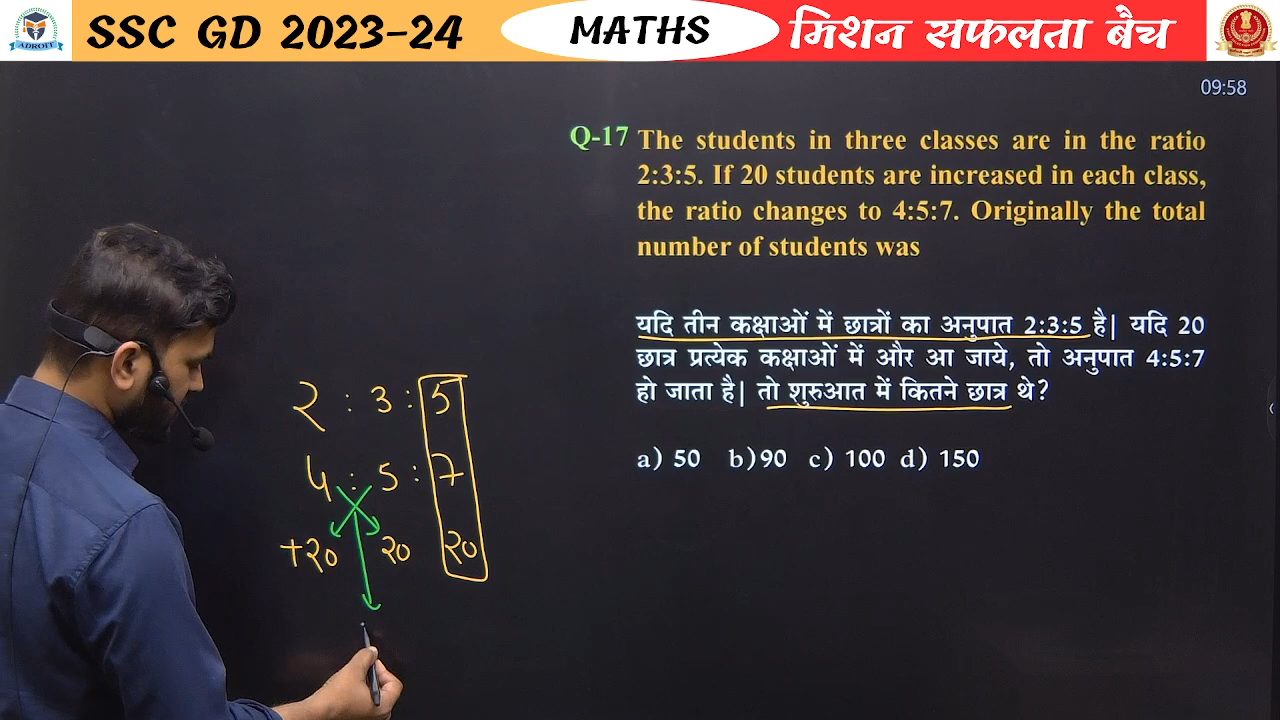 ADROIT
SSC GD 2023-24
MATHS
मिशन सफलता बैच
09:58
Q-17 The students in three classes are in the ratio
2:3:5. If 20 students are increased in each class,
the ratio changes to 4:5:7. Originally the total
number of students was
यदि तीन कक्षाओं में छात्रों का अनुपात 2:3:5 है| यदि 20
छात्र प्रत्येक कक्षाओं में और आ जाये, तो अनुपात 4:5:7
हो जाता है| तो शुरुआत में कितने छात्र थे?
a) 50 b)90 c) 100 d) 150
2 : 3 : 5
4 : 5 : 7
+20 20 20